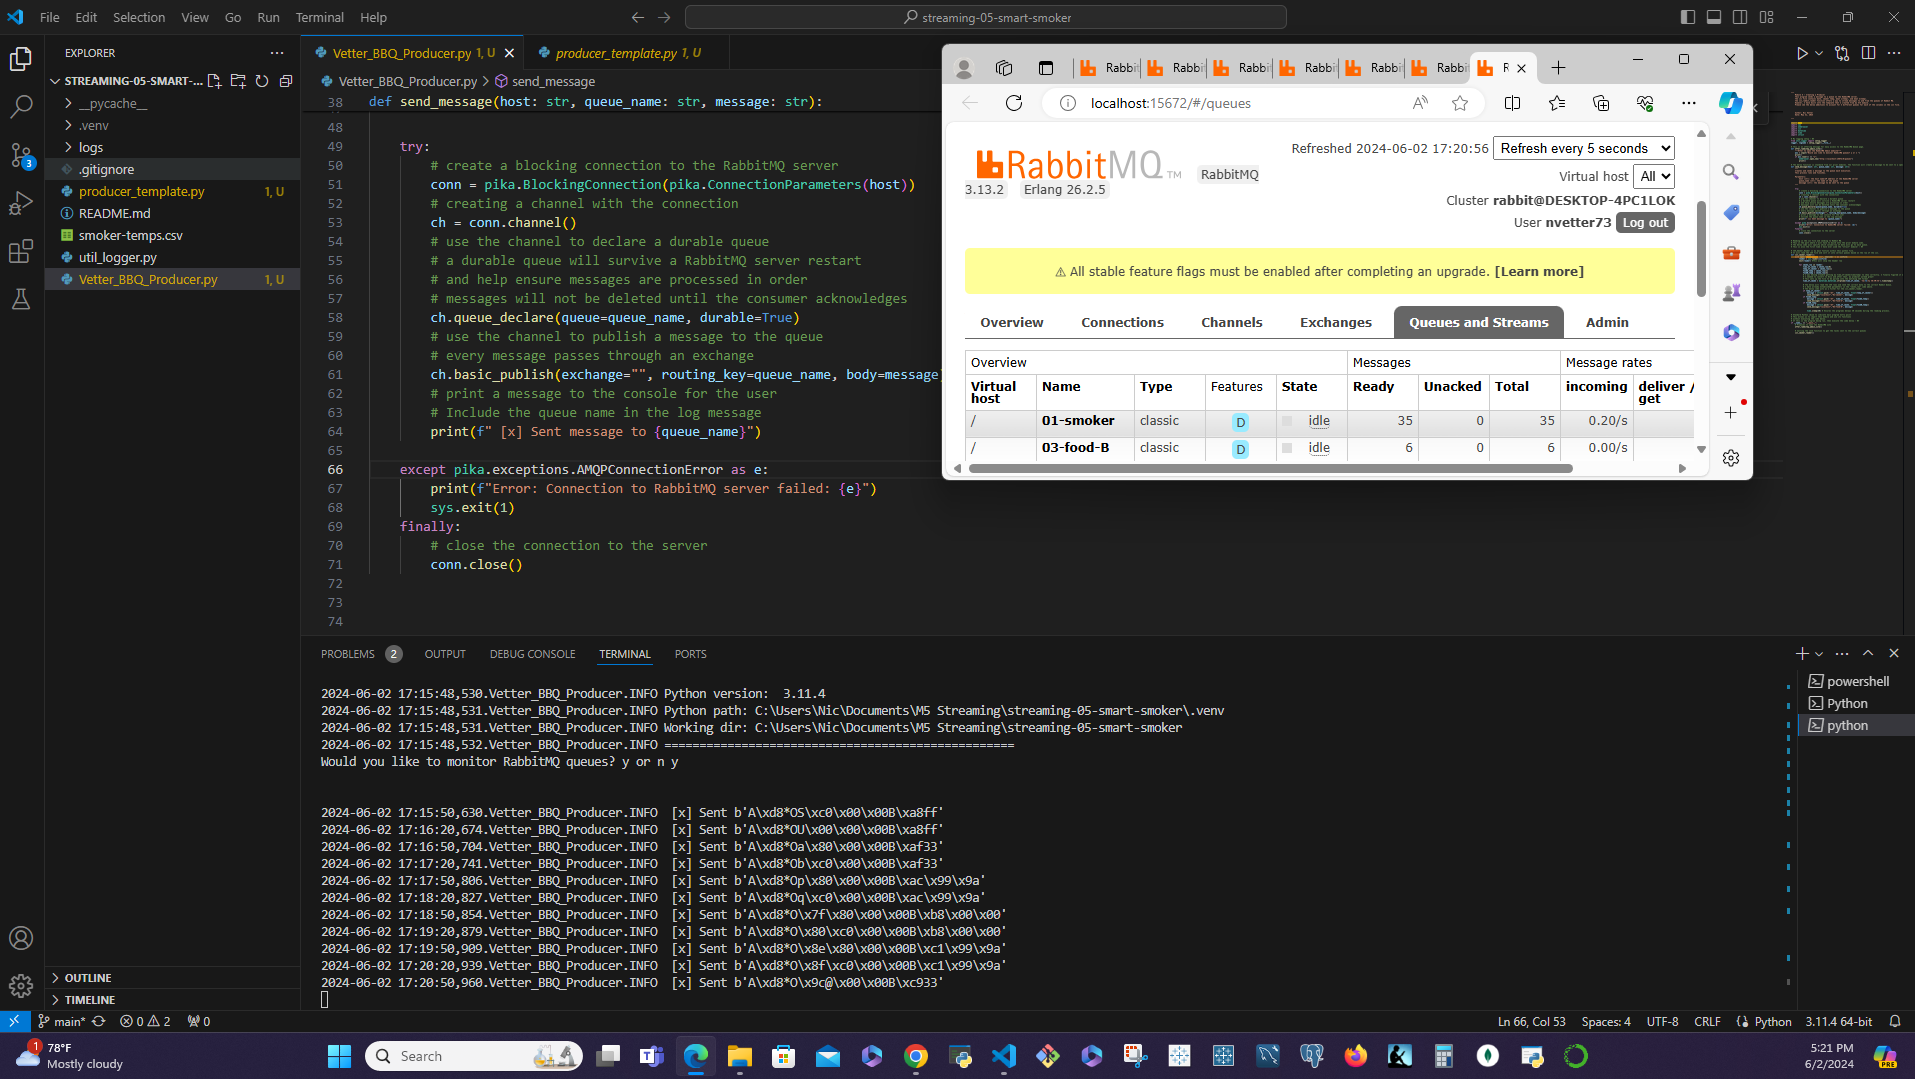 File Edit Selection View Go Run Terminal Help
streaming-05-smart-smoker
EXPLORER
STREAMING-05-SMART-...
__pycache__
.venv
logs
.gitignore
producer_template.py 1, U
README.md
smoker-temps.csv
util_logger.py
Vetter_BBQ_Producer.py 1, U
OUTLINE
TIMELINE
3
Vetter_BBQ_Producer.py 1, U
producer_template.py 1, U
Vetter_BBQ_Producer.py > send_message
38 def send_message(host: str, queue_name: str, message: str):
48
49 try:
50 # create a blocking connection to the RabbitMQ server
51 conn = pika.BlockingConnection(pika.ConnectionParameters(host))
52 # creating a channel with the connection
53 ch = conn.channel()
54 # use the channel to declare a durable queue
55 # a durable queue will survive a RabbitMQ server restart
56 # and help ensure messages are processed in order
57 # messages will not be deleted until the consumer acknowledges
58 ch.queue_declare(queue=queue_name, durable=True)
59 # use the channel to publish a message to the queue
60 # every message passes through an exchange
61 ch.basic_publish(exchange="", routing_key=queue_name, body=message)
62 # print a message to the console for the user
63 # Include the queue name in the log message
64 print(f" [x] Sent message to {queue_name}")
65
66 except pika.exceptions.AMQPConnectionError as e:
67 print(f"Error: Connection to RabbitMQ server failed: {e}")
68 sys.exit(1)
69 finally:
70 # close the connection to the server
71 conn.close()
72
73
74
Rabbit Rabbit Rabbit Rabbit Rabbit Rabbit R
localhost:15672/#/queues
RabbitMQ TM RabbitMQ
3.13.2 Erlang 26.2.5
Refreshed 2024-06-02 17:20:56 Refresh every 5 seconds
Virtual host All
Cluster rabbit@DESKTOP-4PC1LOK
User nvetter73 Log out
⚠ All stable feature flags must be enabled after completing an upgrade. [Learn more]
Overview Connections Channels Exchanges Queues and Streams Admin
Overview Messages Message rates
Virtual host Name Type Features State Ready Unacked Total incoming deliver / get
/ 01-smoker classic D idle 35 0 35 0.20/s
/ 03-food-B classic D idle 6 0 6 0.00/s
PROBLEMS 2 OUTPUT DEBUG CONSOLE TERMINAL PORTS
2024-06-02 17:15:48,530.Vetter_BBQ_Producer.INFO Python version:  3.11.4
2024-06-02 17:15:48,531.Vetter_BBQ_Producer.INFO Python path: C:\Users\Nic\Documents\M5 Streaming\streaming-05-smart-smoker\.venv
2024-06-02 17:15:48,531.Vetter_BBQ_Producer.INFO Working dir: C:\Users\Nic\Documents\M5 Streaming\streaming-05-smart-smoker
2024-06-02 17:15:48,532.Vetter_BBQ_Producer.INFO ==================================================
Would you like to monitor RabbitMQ queues? y or n y
2024-06-02 17:15:50,630.Vetter_BBQ_Producer.INFO  [x] Sent b'A\xd8*OS\xc0\x00\x00B\xa8ff'
2024-06-02 17:16:20,674.Vetter_BBQ_Producer.INFO  [x] Sent b'A\xd8*OU\x00\x00\x00B\xa8ff'
2024-06-02 17:16:50,704.Vetter_BBQ_Producer.INFO  [x] Sent b'A\xd8*Oa\x80\x00\x00B\xaf33'
2024-06-02 17:17:20,741.Vetter_BBQ_Producer.INFO  [x] Sent b'A\xd8*Ob\xc0\x00\x00B\xaf33'
2024-06-02 17:17:50,806.Vetter_BBQ_Producer.INFO  [x] Sent b'A\xd8*Op\x80\x00\x00B\xac\x99\x9a'
2024-06-02 17:18:20,827.Vetter_BBQ_Producer.INFO  [x] Sent b'A\xd8*Oq\xc0\x00\x00B\xac\x99\x9a'
2024-06-02 17:18:50,854.Vetter_BBQ_Producer.INFO  [x] Sent b'A\xd8*O\x7f\x80\x00\x00B\xb8\x00\x00'
2024-06-02 17:19:20,879.Vetter_BBQ_Producer.INFO  [x] Sent b'A\xd8*O\x80\xc0\x00\x00B\xb8\x00\x00'
2024-06-02 17:19:50,909.Vetter_BBQ_Producer.INFO  [x] Sent b'A\xd8*O\x8e\x80\x00\x00B\xc1\x99\x9a'
2024-06-02 17:20:20,939.Vetter_BBQ_Producer.INFO  [x] Sent b'A\xd8*O\x8f\xc0\x00\x00B\xc1\x99\x9a'
2024-06-02 17:20:50,960.Vetter_BBQ_Producer.INFO  [x] Sent b'A\xd8*O\x9c@\x00\x00B\xc933'
powershell
Python
python
main* 0 2 0
Ln 66, Col 53 Spaces: 4 UTF-8 CRLF Python 3.11.4 64-bit
1 78°F
Mostly cloudy
Search
5:21 PM
6/2/2024
PRE